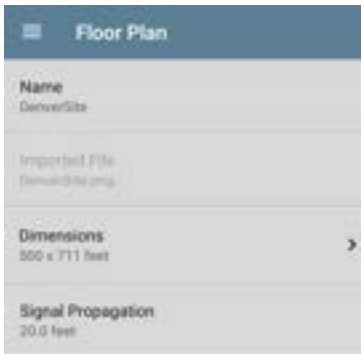 Floor Plan
Name
DenverSite
Imported File
DenverSite.png
Dimensions
500 x 711 feet
Signal Propagation
20.0 feet